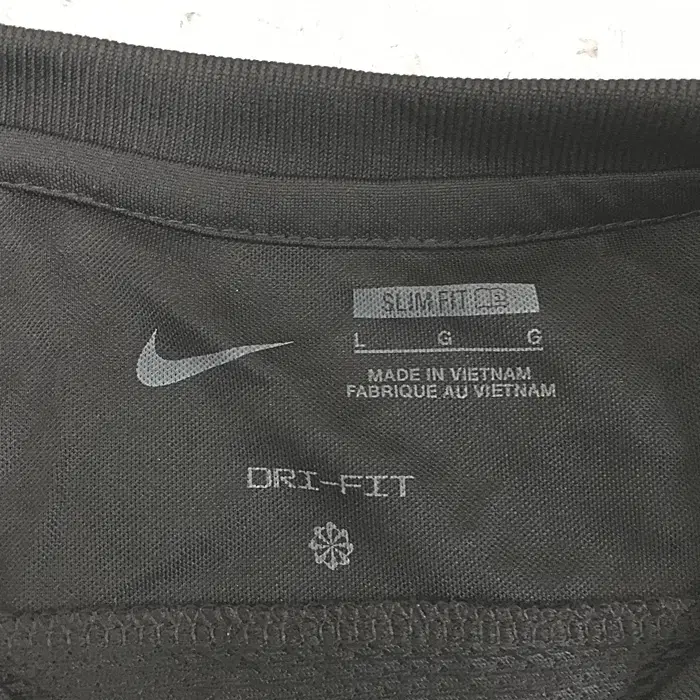 SLIM FIT
L G G
MADE IN VIETNAM
FABRIQUE AU VIETNAM
DRI-FIT